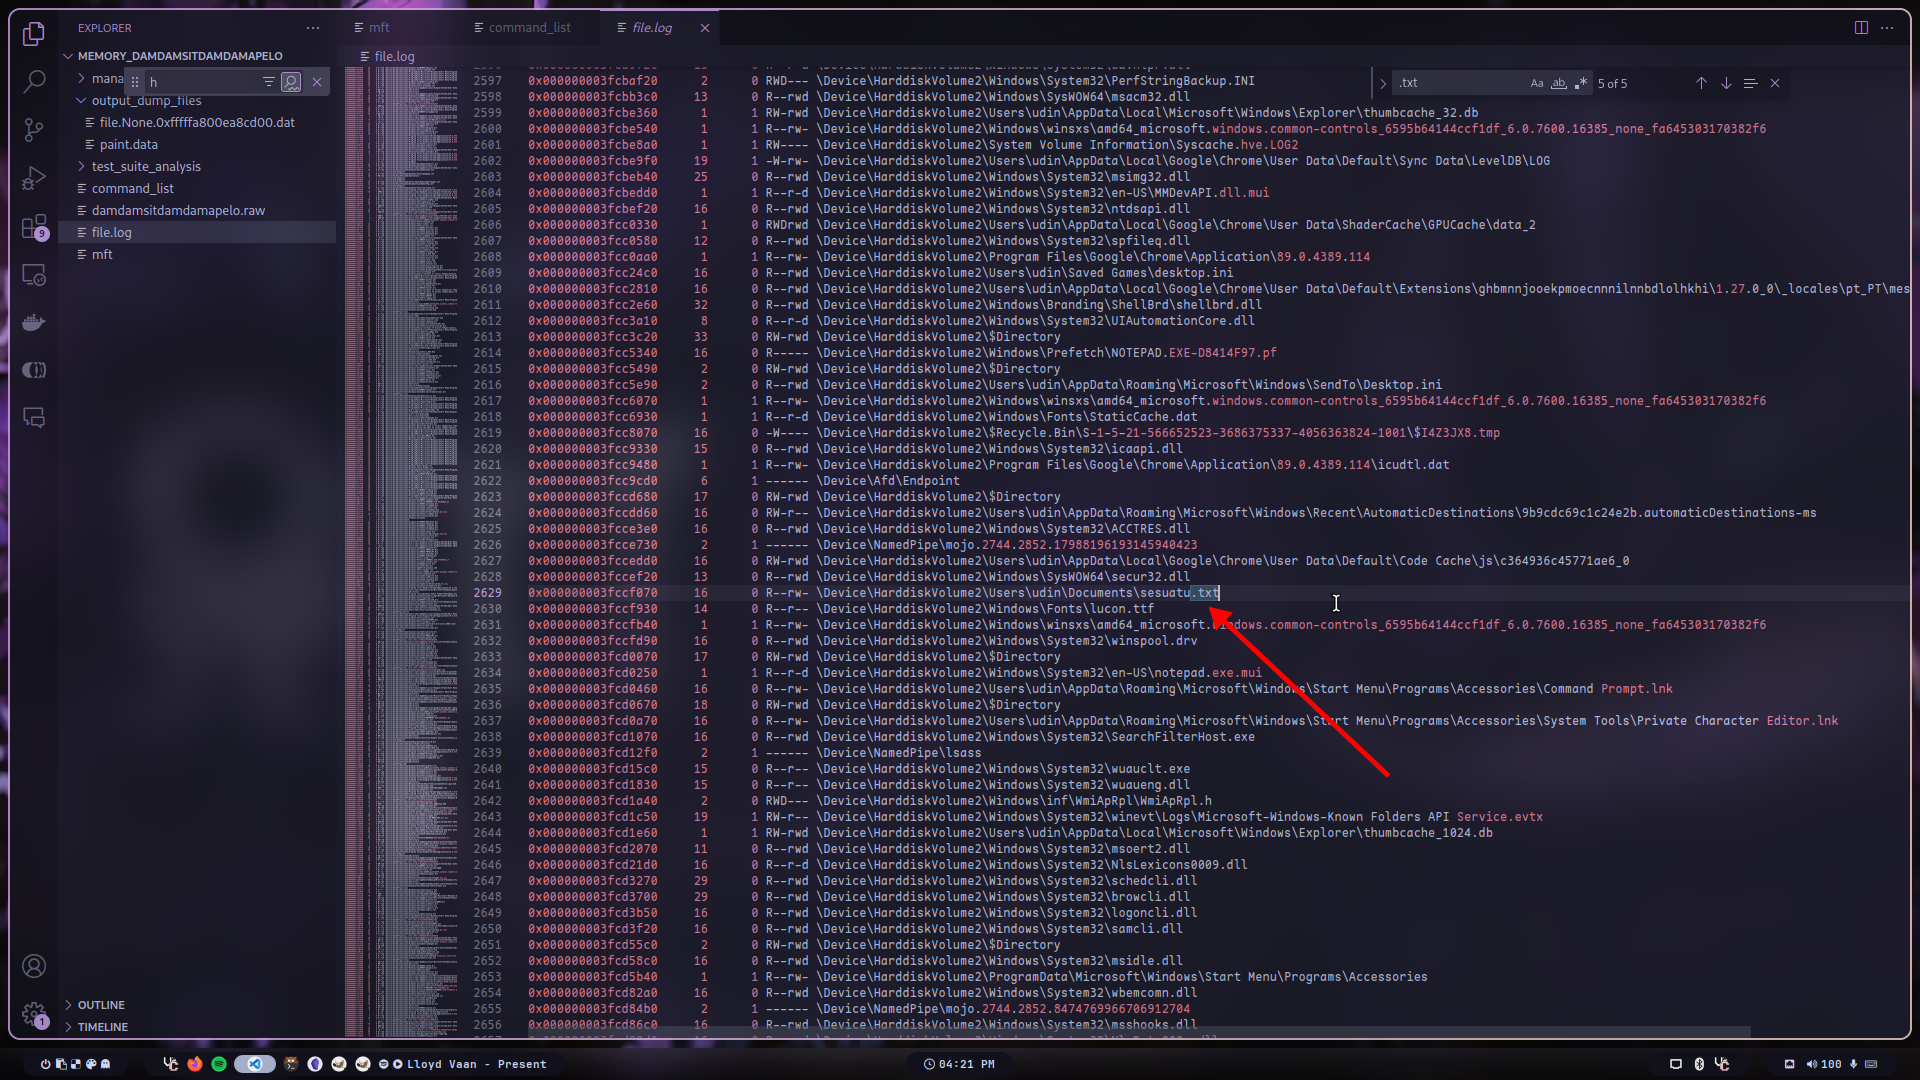 EXPLORER
mft
command_list
file.log
MEMORY_DAMDAMSITDAMDAMAPELO
file.log
mana
h
output_dump_files
file.None.0xfffffa800ea8cd00.dat
paint.data
test_suite_analysis
command_list
damdamsitdamdamapelo.raw
file.log
mft
.txt
Aa
ab
5 of 5
2597 0x000000003fcbaf20 2 0 RWD--- \Device\HarddiskVolume2\Windows\System32\PerfStringBackup.INI
2598 0x000000003fcbb3c0 13 0 R--rwd \Device\HarddiskVolume2\Windows\SysWOW64\msacm32.dll
2599 0x000000003fcbe360 1 1 RW-rwd \Device\HarddiskVolume2\Users\udin\AppData\Local\Microsoft\Windows\Explorer\thumbcache_32.db
2600 0x000000003fcbe540 1 1 R--rw- \Device\HarddiskVolume2\Windows\winsxs\amd64_microsoft.windows.common-controls_6595b64144ccf1df_6.0.7600.16385_none_fa645303170382f6
2601 0x000000003fcbe8a0 1 1 RW---- \Device\HarddiskVolume2\System Volume Information\Syscache.hve.LOG2
2602 0x000000003fcbe9f0 19 1 -W-rw- \Device\HarddiskVolume2\Users\udin\AppData\Local\Google\Chrome\User Data\Default\Sync Data\LevelDB\LOG
2603 0x000000003fcbeb40 25 0 R--rwd \Device\HarddiskVolume2\Windows\System32\msimg32.dll
2604 0x000000003fcbedd0 1 1 R--r-d \Device\HarddiskVolume2\Windows\System32\en-US\MMDevAPI.dll.mui
2605 0x000000003fcbef20 16 0 R--rwd \Device\HarddiskVolume2\Windows\System32\ntdsapi.dll
2606 0x000000003fcc0330 1 0 RWDrwd \Device\HarddiskVolume2\Users\udin\AppData\Local\Google\Chrome\User Data\ShaderCache\GPUCache\data_2
2607 0x000000003fcc0580 12 0 R--rwd \Device\HarddiskVolume2\Windows\System32\spfileq.dll
2608 0x000000003fcc0aa0 1 1 R--rw- \Device\HarddiskVolume2\Program Files\Google\Chrome\Application\89.0.4389.114
2609 0x000000003fcc24c0 16 0 R--rwd \Device\HarddiskVolume2\Users\udin\Saved Games\desktop.ini
2610 0x000000003fcc2810 16 0 R--rwd \Device\HarddiskVolume2\Users\udin\AppData\Local\Google\Chrome\User Data\Default\Extensions\ghbmnnjooekpmoecnnnilnnbdlolhkhi\1.27.0_0\_locales\pt_PT\mes
2611 0x000000003fcc2e60 32 0 R--rwd \Device\HarddiskVolume2\Windows\Branding\ShellBrd\shellbrd.dll
2612 0x000000003fcc3a10 8 0 R--r-d \Device\HarddiskVolume2\Windows\System32\UIAutomationCore.dll
2613 0x000000003fcc3c20 33 0 RW-rwd \Device\HarddiskVolume2\$Directory
2614 0x000000003fcc5340 16 0 R----- \Device\HarddiskVolume2\Windows\Prefetch\NOTEPAD.EXE-D8414F97.pf
2615 0x000000003fcc5490 2 0 RW-rwd \Device\HarddiskVolume2\$Directory
2616 0x000000003fcc5e90 2 0 R--rwd \Device\HarddiskVolume2\Users\udin\AppData\Roaming\Microsoft\Windows\SendTo\Desktop.ini
2617 0x000000003fcc6070 1 1 R--rw- \Device\HarddiskVolume2\Windows\winsxs\amd64_microsoft.windows.common-controls_6595b64144ccf1df_6.0.7600.16385_none_fa645303170382f6
2618 0x000000003fcc6930 1 1 R--r-d \Device\HarddiskVolume2\Windows\Fonts\StaticCache.dat
2619 0x000000003fcc8070 16 0 -W---- \Device\HarddiskVolume2\$Recycle.Bin\S-1-5-21-566652523-3686375337-4056363824-1001\$I4Z3JX8.tmp
2620 0x000000003fcc9330 15 0 R--rwd \Device\HarddiskVolume2\Windows\System32\icaapi.dll
2621 0x000000003fcc9480 1 1 R--rw- \Device\HarddiskVolume2\Program Files\Google\Chrome\Application\89.0.4389.114\icudtl.dat
2622 0x000000003fcc9cd0 6 1 ------ \Device\Afd\Endpoint
2623 0x000000003fccd680 17 0 RW-rwd \Device\HarddiskVolume2\$Directory
2624 0x000000003fccdd60 16 0 RW-r-- \Device\HarddiskVolume2\Users\udin\AppData\Roaming\Microsoft\Windows\Recent\AutomaticDestinations\9b9cdc69c1c24e2b.automaticDestinations-ms
2625 0x000000003fcce3e0 16 0 R--rwd \Device\HarddiskVolume2\Windows\System32\ACCTRES.dll
2626 0x000000003fcce730 2 1 ------ \Device\NamedPipe\mojo.2744.2852.17988196193145940423
2627 0x000000003fccedd0 16 0 RW-rwd \Device\HarddiskVolume2\Users\udin\AppData\Local\Google\Chrome\User Data\Default\Code Cache\js\c364936c45771ae6_0
2628 0x000000003fccef20 13 0 R--rwd \Device\HarddiskVolume2\Windows\SysWOW64\secur32.dll
2629 0x000000003fccf070 16 0 R--rw- \Device\HarddiskVolume2\Users\udin\Documents\sesuatu.txt
2630 0x000000003fccf930 14 0 R--r-- \Device\HarddiskVolume2\Windows\Fonts\lucon.ttf
2631 0x000000003fccfb40 1 1 R--rw- \Device\HarddiskVolume2\Windows\winsxs\amd64_microsoft.windows.common-controls_6595b64144ccf1df_6.0.7600.16385_none_fa645303170382f6
2632 0x000000003fccfd90 16 0 R--rwd \Device\HarddiskVolume2\Windows\System32\winspool.drv
2633 0x000000003fcd0070 17 0 RW-rwd \Device\HarddiskVolume2\$Directory
2634 0x000000003fcd0250 1 1 R--r-d \Device\HarddiskVolume2\Windows\System32\en-US\notepad.exe.mui
2635 0x000000003fcd0460 16 0 R--rw- \Device\HarddiskVolume2\Users\udin\AppData\Roaming\Microsoft\Windows\Start Menu\Programs\Accessories\Command Prompt.lnk
2636 0x000000003fcd0670 18 0 RW-rwd \Device\HarddiskVolume2\$Directory
2637 0x000000003fcd0a70 16 0 R--rw- \Device\HarddiskVolume2\Users\udin\AppData\Roaming\Microsoft\Windows\Start Menu\Programs\Accessories\System Tools\Private Character Editor.lnk
2638 0x000000003fcd1070 16 0 R--rwd \Device\HarddiskVolume2\Windows\System32\SearchFilterHost.exe
2639 0x000000003fcd12f0 2 1 ------ \Device\NamedPipe\lsass
2640 0x000000003fcd15c0 15 0 R--r-- \Device\HarddiskVolume2\Windows\System32\wuauclt.exe
2641 0x000000003fcd1830 15 0 R--rwd \Device\HarddiskVolume2\Windows\System32\wuaueng.dll
2642 0x000000003fcd1a40 2 0 RWD--- \Device\HarddiskVolume2\Windows\inf\WmiApRpl\WmiApRpl.h
2643 0x000000003fcd1c50 19 1 RW-r-- \Device\HarddiskVolume2\Windows\System32\winevt\Logs\Microsoft-Windows-Known Folders API Service.evtx
2644 0x000000003fcd1e60 1 1 RW-rwd \Device\HarddiskVolume2\Users\udin\AppData\Local\Microsoft\Windows\Explorer\thumbcache_1024.db
2645 0x000000003fcd2070 11 0 R--rwd \Device\HarddiskVolume2\Windows\System32\msoert2.dll
2646 0x000000003fcd21d0 16 0 R--r-d \Device\HarddiskVolume2\Windows\System32\NlsLexicons0009.dll
2647 0x000000003fcd3270 29 0 R--rwd \Device\HarddiskVolume2\Windows\System32\schedcli.dll
2648 0x000000003fcd3700 29 0 R--rwd \Device\HarddiskVolume2\Windows\System32\browcli.dll
2649 0x000000003fcd3b50 16 0 R--rwd \Device\HarddiskVolume2\Windows\System32\logoncli.dll
2650 0x000000003fcd3f20 16 0 R--rwd \Device\HarddiskVolume2\Windows\System32\samcli.dll
2651 0x000000003fcd55c0 2 0 RW-rwd \Device\HarddiskVolume2\$Directory
2652 0x000000003fcd58c0 16 0 R--rwd \Device\HarddiskVolume2\Windows\System32\msidle.dll
2653 0x000000003fcd5b40 1 1 R--rw- \Device\HarddiskVolume2\ProgramData\Microsoft\Windows\Start Menu\Programs\Accessories
2654 0x000000003fcd82a0 16 0 R--rwd \Device\HarddiskVolume2\Windows\System32\wbemcomn.dll
2655 0x000000003fcd84b0 2 1 ------ \Device\NamedPipe\mojo.2744.2852.8474769966706912704
2656 0x000000003fcd86c0 16 0 R--rwd \Device\HarddiskVolume2\Windows\System32\msshooks.dll
9
OUTLINE
1
TIMELINE
Lloyd Vaan - Present
04:21 PM
100